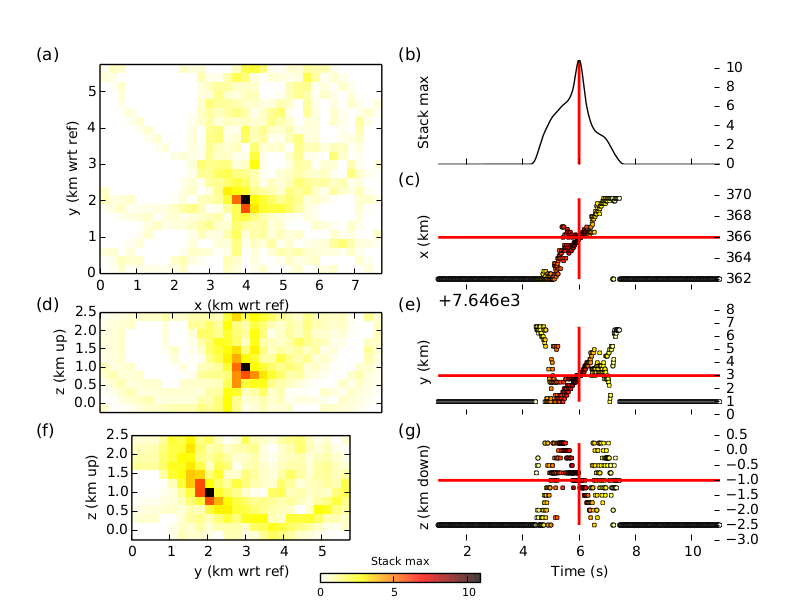 (a)
y (km wrt ref)
5
4
3
2
1
0
0 1 2 3 4 5 6 7
x (km wrt ref)
(b)
Stack max
10
8
6
4
2
0
(c)
x (km)
370
368
366
364
362
(d)
z (km up)
2.5
2.0
1.5
1.0
0.5
0.0
(e)
+7.646e3
y (km)
8
7
6
5
4
3
2
1
0
(f)
z (km up)
2.5
2.0
1.5
1.0
0.5
0.0
0 1 2 3 4 5
y (km wrt ref)
(g)
z (km down)
0.5
0.0
−0.5
−1.0
−1.5
−2.0
−2.5
−3.0
2 4 6 8 10
Time (s)
Stack max
0 5 10